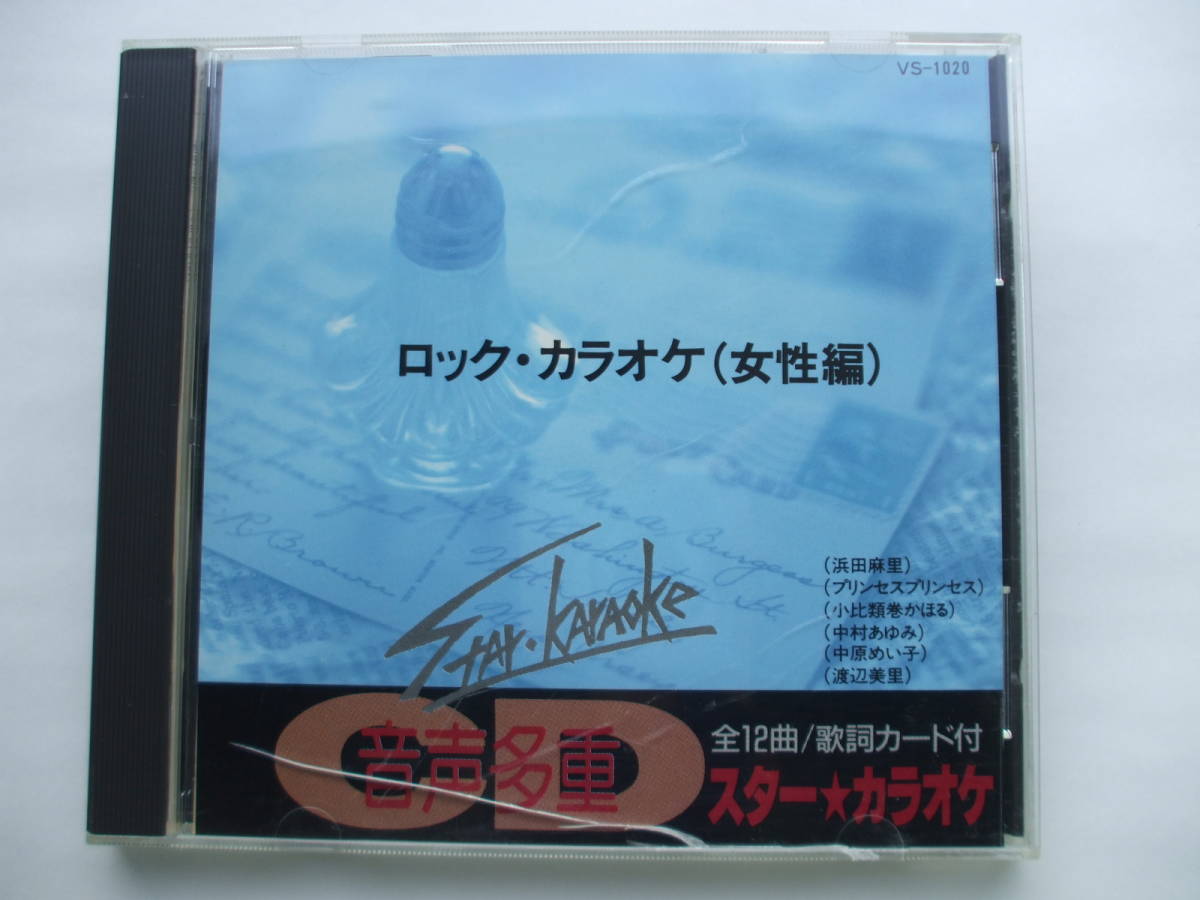 VS-1020
ロック・カラオケ(女性編)
R Brown
Burgess
Star・Karaoke
(浜田麻里)
(プリンセスプリンセス)
(小比類巻かほる)
(中村あゆみ)
(中原めい子)
(渡辺美里)
CD
音声多重
全12曲/歌詞カード付
スター★カラオケ